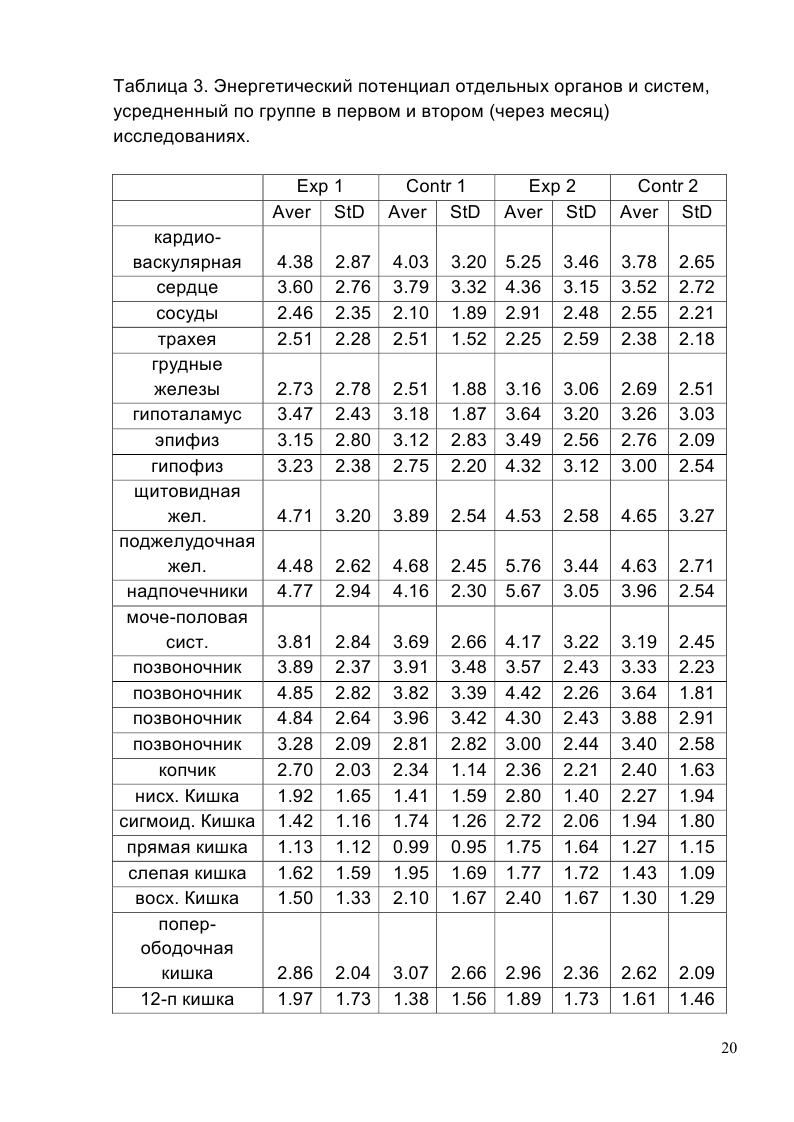 Таблица 3. Энергетический потенциал отдельных органов и систем,
усредненный по группе в первом и втором (через месяц)
исследованиях.
Exp 1 Contr 1 Exp 2 Contr 2
Aver StD Aver StD Aver StD Aver StD
кардио-
васкулярная 4.38 2.87 4.03 3.20 5.25 3.46 3.78 2.65
сердце 3.60 2.76 3.79 3.32 4.36 3.15 3.52 2.72
сосуды 2.46 2.35 2.10 1.89 2.91 2.48 2.55 2.21
трахея 2.51 2.28 2.51 1.52 2.25 2.59 2.38 2.18
грудные
железы 2.73 2.78 2.51 1.88 3.16 3.06 2.69 2.51
гипоталамус 3.47 2.43 3.18 1.87 3.64 3.20 3.26 3.03
эпифиз 3.15 2.80 3.12 2.83 3.49 2.56 2.76 2.09
гипофиз 3.23 2.38 2.75 2.20 4.32 3.12 3.00 2.54
щитовидная
жел. 4.71 3.20 3.89 2.54 4.53 2.58 4.65 3.27
поджелудочная
жел. 4.48 2.62 4.68 2.45 5.76 3.44 4.63 2.71
надпочечники 4.77 2.94 4.16 2.30 5.67 3.05 3.96 2.54
моче-половая
сист. 3.81 2.84 3.69 2.66 4.17 3.22 3.19 2.45
позвоночник 3.89 2.37 3.91 3.48 3.57 2.43 3.33 2.23
позвоночник 4.85 2.82 3.82 3.39 4.42 2.26 3.64 1.81
позвоночник 4.84 2.64 3.96 3.42 4.30 2.43 3.88 2.91
позвоночник 3.28 2.09 2.81 2.82 3.00 2.44 3.40 2.58
копчик 2.70 2.03 2.34 1.14 2.36 2.21 2.40 1.63
нисх. Кишка 1.92 1.65 1.41 1.59 2.80 1.40 2.27 1.94
сигмоид. Кишка 1.42 1.16 1.74 1.26 2.72 2.06 1.94 1.80
прямая кишка 1.13 1.12 0.99 0.95 1.75 1.64 1.27 1.15
слепая кишка 1.62 1.59 1.95 1.69 1.77 1.72 1.43 1.09
восх. Кишка 1.50 1.33 2.10 1.67 2.40 1.67 1.30 1.29
попер-
ободочная
кишка 2.86 2.04 3.07 2.66 2.96 2.36 2.62 2.09
12-п кишка 1.97 1.73 1.38 1.56 1.89 1.73 1.61 1.46
20